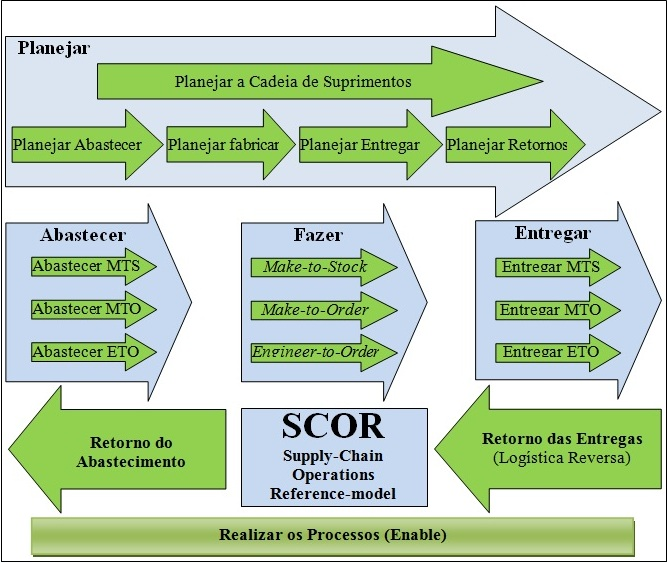 Planejar
Planejar a Cadeia de Suprimentos
Planejar Abastecer
Planejar fabricar
Planejar Entregar
Planejar Retornos
Abastecer
Abastecer MTS
Abastecer MTO
Abastecer ETO
Fazer
Make-to-Stock
Make-to-Order
Engineer-to-Order
Entregar
Entregar MTS
Entregar MTO
Entregar ETO
Retorno do
Abastecimento
SCOR
Supply-Chain
Operations
Reference-model
Retorno das Entregas
(Logística Reversa)
Realizar os Processos (Enable)